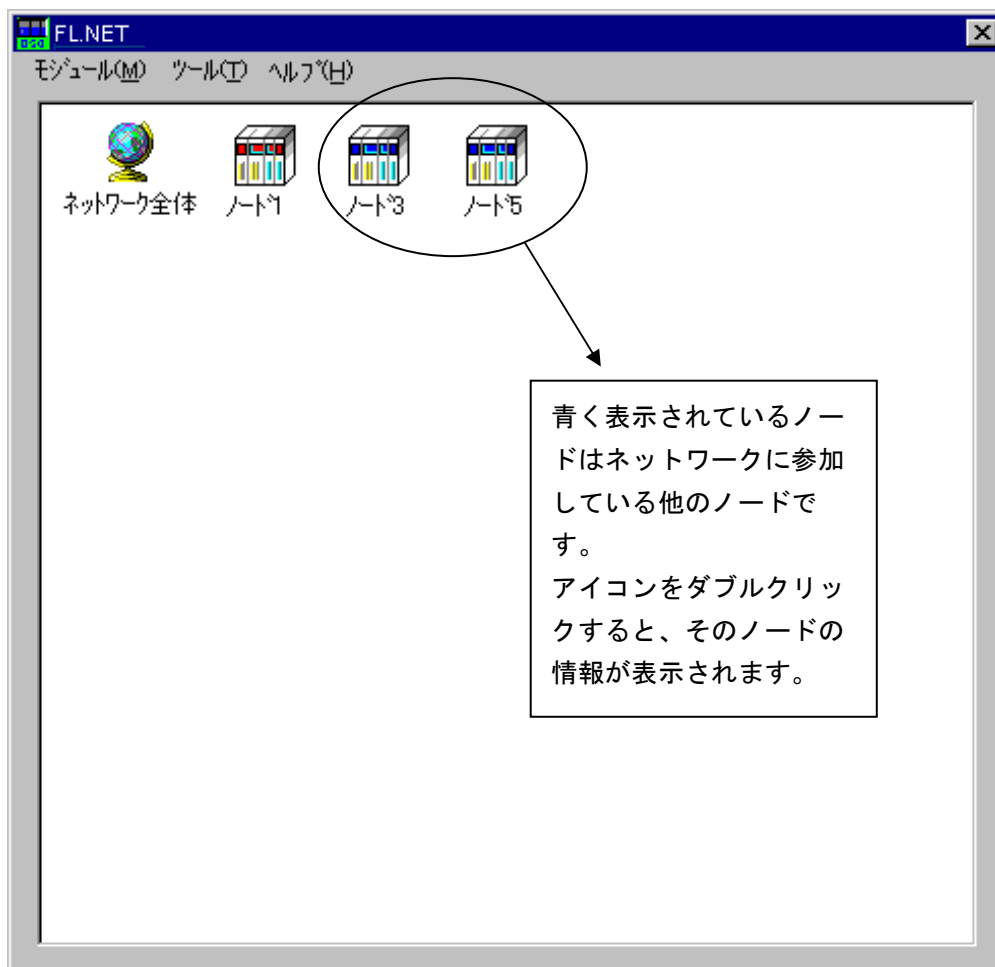 FL.NET
ﾓｼﾞｭｰﾙ(M) ﾂｰﾙ(T) ﾍﾙﾌﾟ(H)
ﾈｯﾄﾜｰｸ全体 ﾉｰﾄﾞ1 ﾉｰﾄﾞ3 ﾉｰﾄﾞ5
青く表示されているノー
ドはネットワークに参加
している他のノードで
す。
アイコンをダブルクリッ
クすると、そのノードの
情報が表示されます。